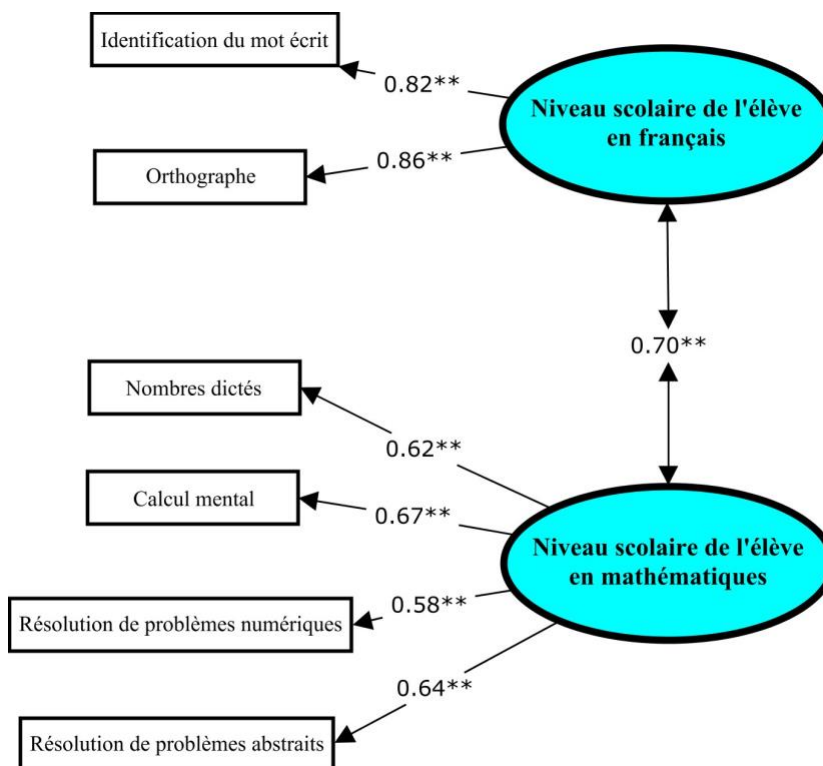 Identification du mot écrit
0.82**
Niveau scolaire de l'élève
en français
Orthographe
0.86**
0.70**
Nombres dictés
0.62**
Calcul mental
0.67**
Niveau scolaire de l'élève
en mathématiques
Résolution de problèmes numériques
0.58**
0.64**
Résolution de problèmes abstraits